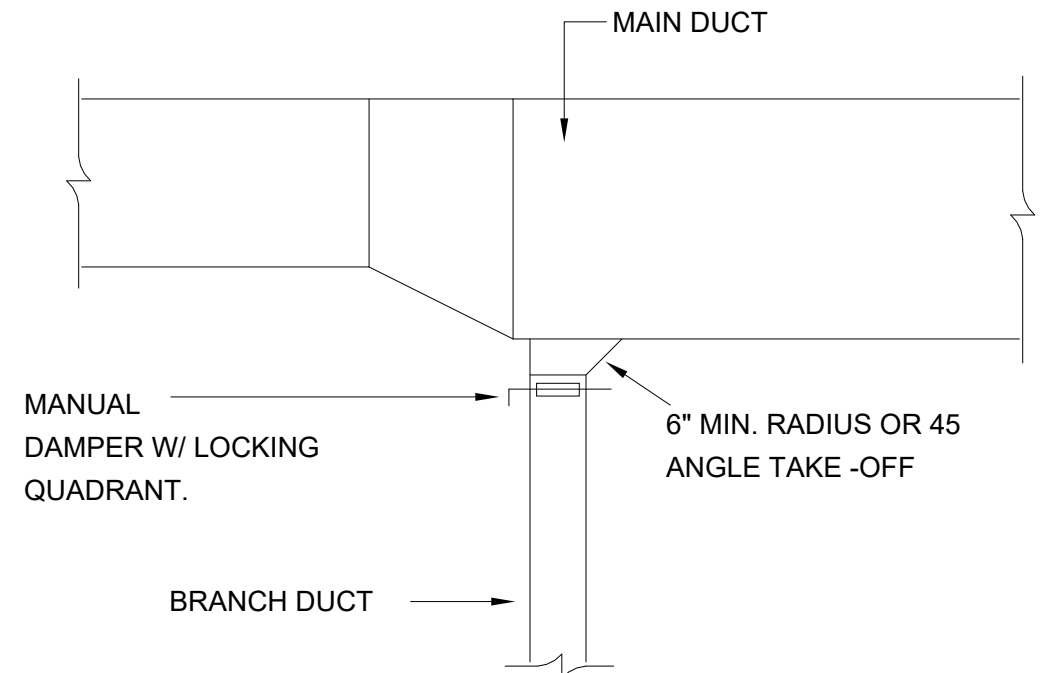 MAIN DUCT
MANUAL
DAMPER W/ LOCKING
QUADRANT.
6" MIN. RADIUS OR 45
ANGLE TAKE -OFF
BRANCH DUCT